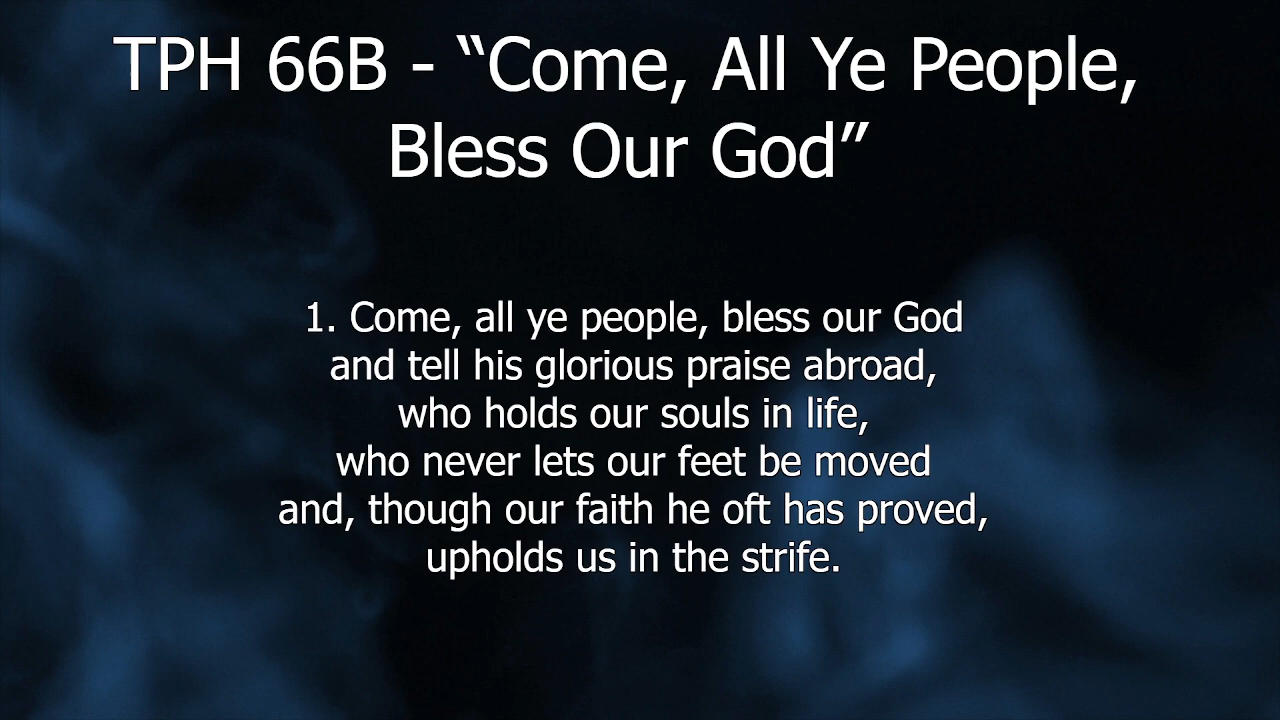 TPH 66B - “Come, All Ye People,
Bless Our God”
1. Come, all ye people, bless our God
and tell his glorious praise abroad,
who holds our souls in life,
who never lets our feet be moved
and, though our faith he oft has proved,
upholds us in the strife.